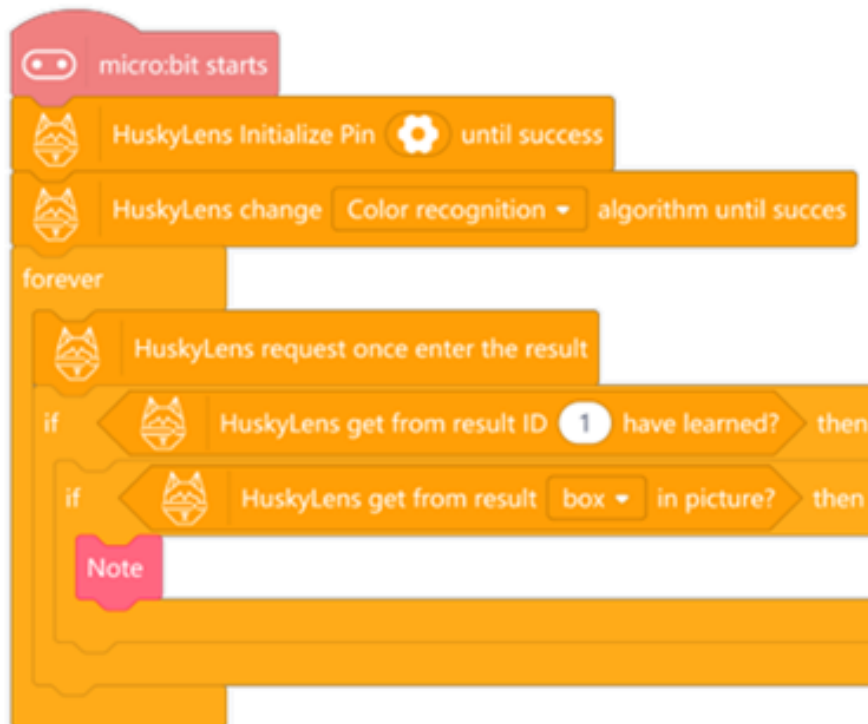 micro:bit starts
HuskyLens Initialize Pin until success
HuskyLens change Color recognition algorithm until succes
forever
HuskyLens request once enter the result
if HuskyLens get from result ID 1 have learned? then
if HuskyLens get from result box in picture? then
Note